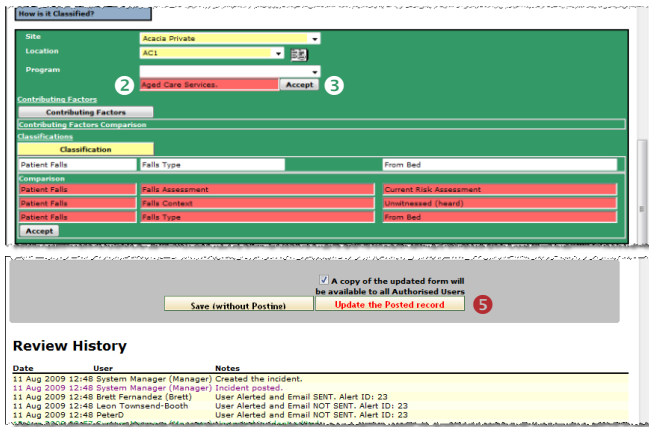 How is it Classified?
Site Acacia Private
Location AC1
Program
2 Aged Care Services. Accept 3
Contributing Factors
Contributing Factors
Contributing Factors Comparison
Classifications
Classification
Patient Falls Falls Type From Bed
Comparison
Patient Falls Falls Assessment Current Risk Assessment
Patient Falls Falls Context Unwitnessed (heard)
Patient Falls Falls Type From Bed
Accept
A copy of the updated form will
be available to all Authorised Users
Save (without Posting) Update the Posted record 5
Review History
Date User Notes
11 Aug 2009 12:48 System Manager (Manager) Created the incident.
11 Aug 2009 12:48 System Manager (Manager) Incident posted.
11 Aug 2009 12:48 Brett Fernandez (Brett) User Alerted and Email SENT. Alert ID: 23
11 Aug 2009 12:48 Leon Townsend-Booth User Alerted and Email NOT SENT. Alert ID: 23
11 Aug 2009 12:48 PeterD User Alerted and Email NOT SENT. Alert ID: 23